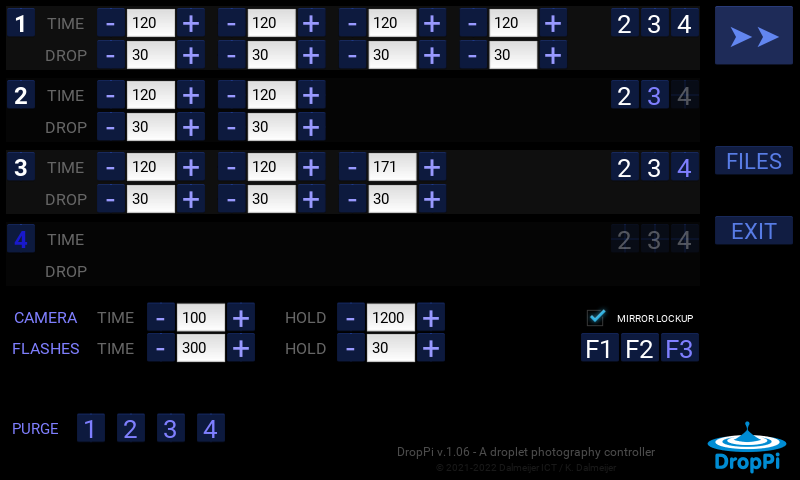 1 TIME - 120 + - 120 + - 120 + - 120 + 2 3 4
DROP - 30 + - 30 + - 30 + - 30 +
2 TIME - 120 + - 120 + 2 3 4
DROP - 30 + - 30 +
3 TIME - 120 + - 120 + - 171 + 2 3 4
DROP - 30 + - 30 + - 30 +
4 TIME 2 3 4
DROP
FILES
EXIT
CAMERA TIME - 100 + HOLD - 1200 + MIRROR LOCKUP
FLASHES TIME - 300 + HOLD - 30 + F1 F2 F3
PURGE 1 2 3 4
DropPi v.1.06 - A droplet photography controller
© 2021-2022 Dalmeijer ICT / K. Dalmeijer
DropPi